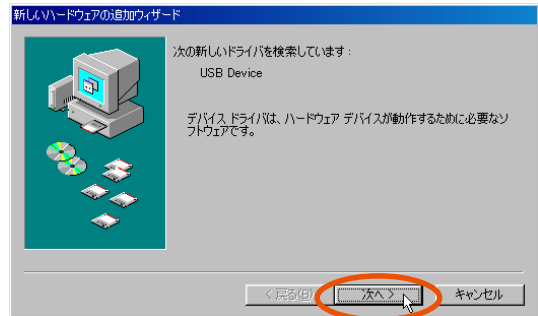 新しいハードウェアの追加ウィザード
次の新しいドライバを検索しています :
USB Device
デバイス ドライバは、ハードウェア デバイスが動作するために必要なソ
フトウェアです。
< 戻る(B)
次へ >
キャンセル